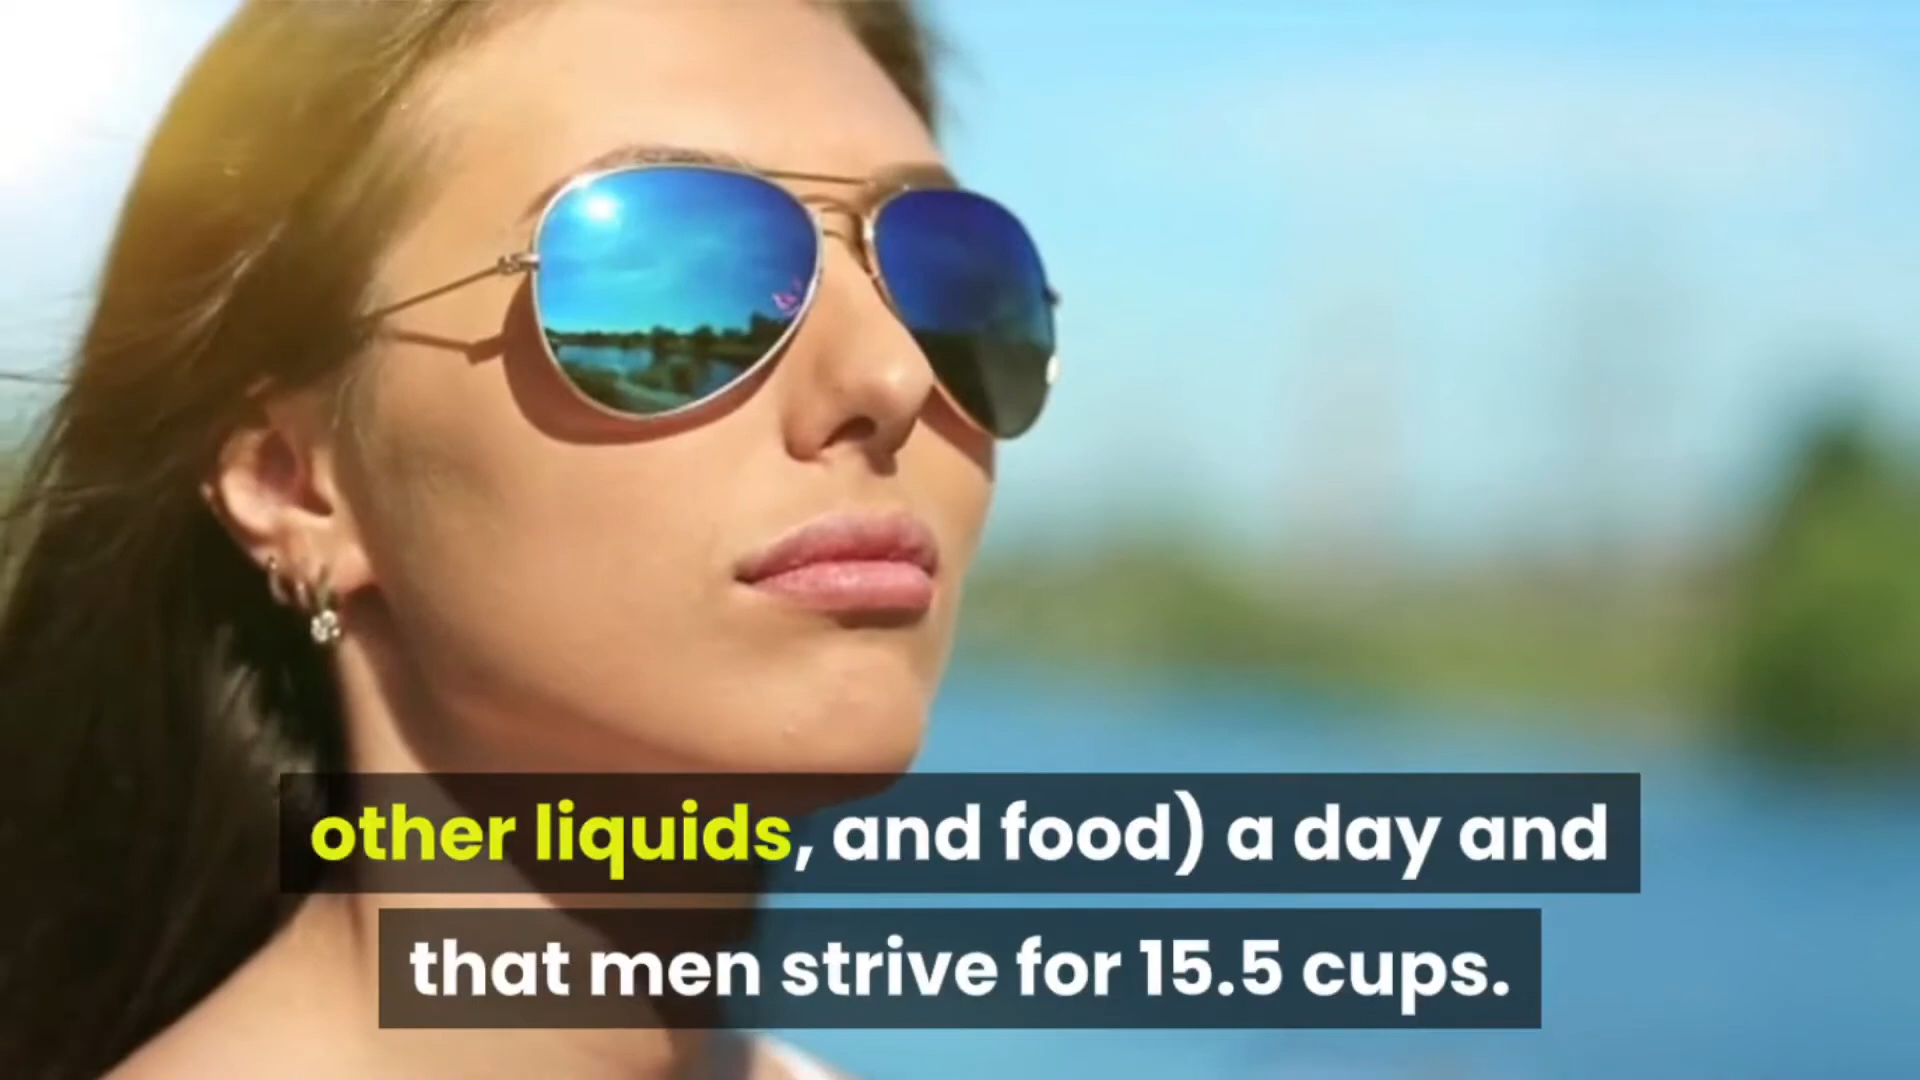 other liquids, and food) a day and
that men strive for 15.5 cups.